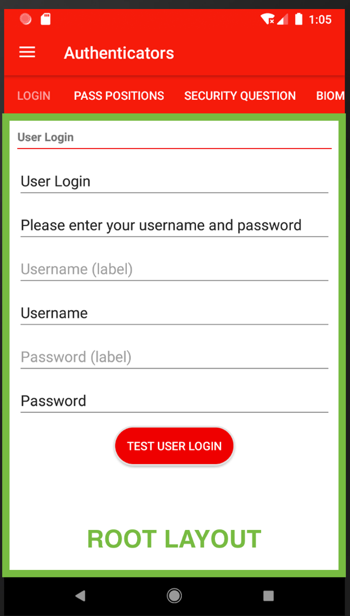 1:05
Authenticators
LOGIN PASS POSITIONS SECURITY QUESTION BIOM
User Login
User Login
Please enter your username and password
Username (label)
Username
Password (label)
Password
TEST USER LOGIN
ROOT LAYOUT